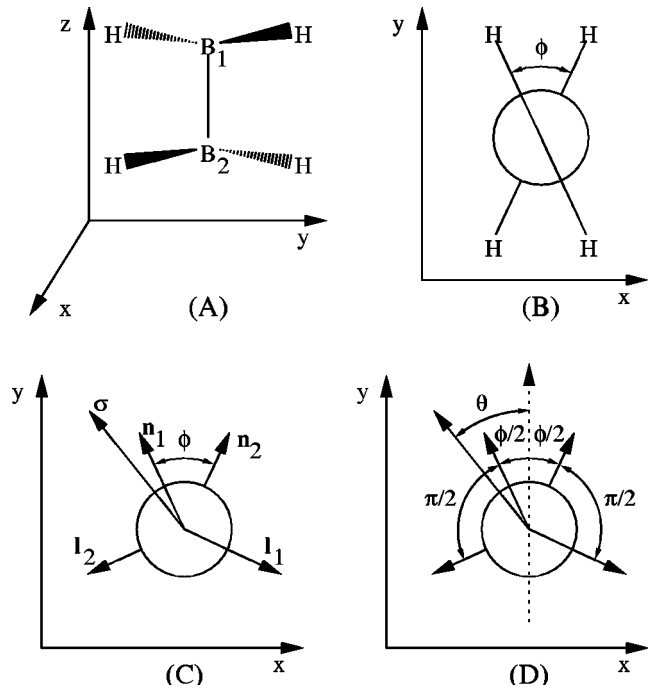 z
H B1 H
H B2 H
y
x
(A)
y
H ϕ H
H H
x
(B)
y
σ n1 ϕ n2
l2 l1
x
(C)
y
θ
ϕ/2 ϕ/2
π/2 π/2
x
(D)